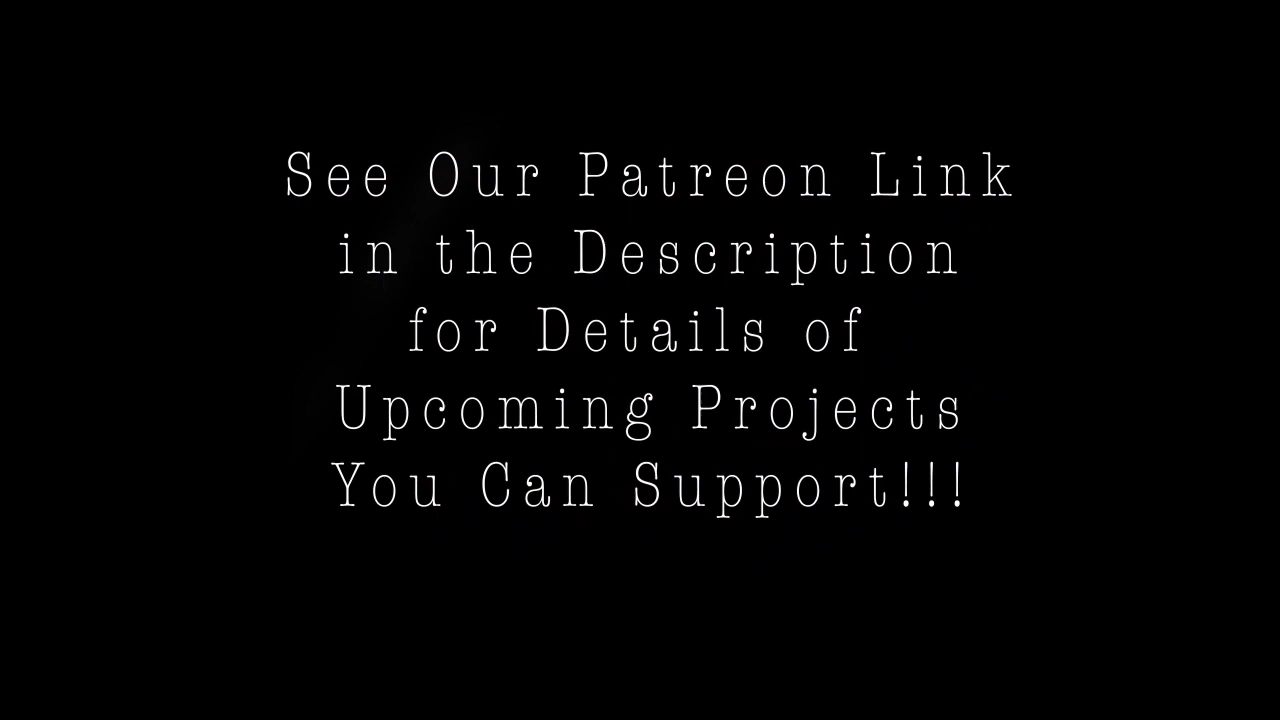 See Our Patreon Link
in the Description
for Details of
Upcoming Projects
You Can Support!!!